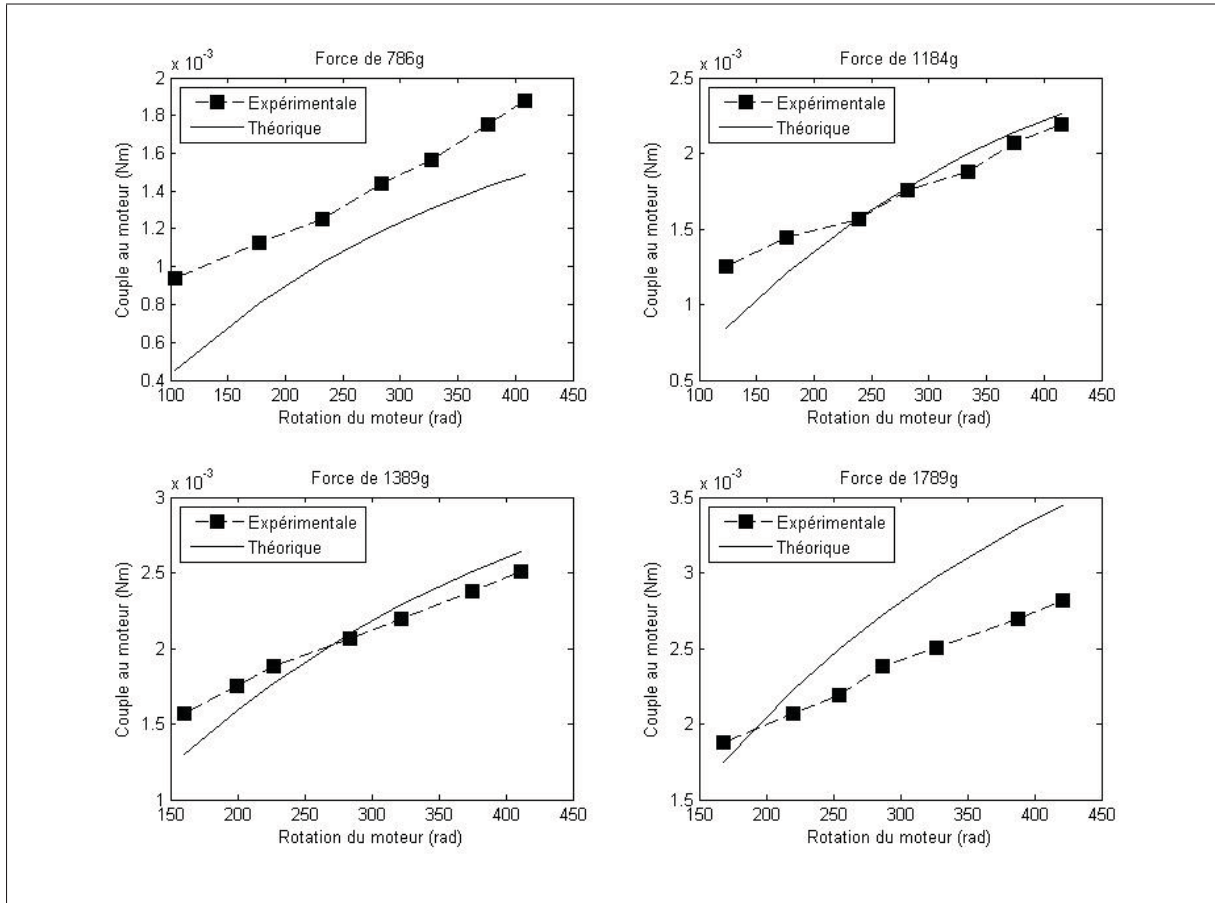 Force de 786g
x 10⁻³
2
1.8
1.6
1.4
1.2
1
0.8
0.6
0.4
Couple au moteur (Nm)
Expérimentale
Théorique
100 150 200 250 300 350 400 450
Rotation du moteur (rad)
Force de 1184g
x 10⁻³
2.5
2
1.5
1
0.5
Couple au moteur (Nm)
Expérimentale
Théorique
100 150 200 250 300 350 400 450
Rotation du moteur (rad)
Force de 1389g
x 10⁻³
3
2.5
2
1.5
1
Couple au moteur (Nm)
Expérimentale
Théorique
150 200 250 300 350 400 450
Rotation du moteur (rad)
Force de 1789g
x 10⁻³
3.5
3
2.5
2
1.5
Couple au moteur (Nm)
Expérimentale
Théorique
150 200 250 300 350 400 450
Rotation du moteur (rad)